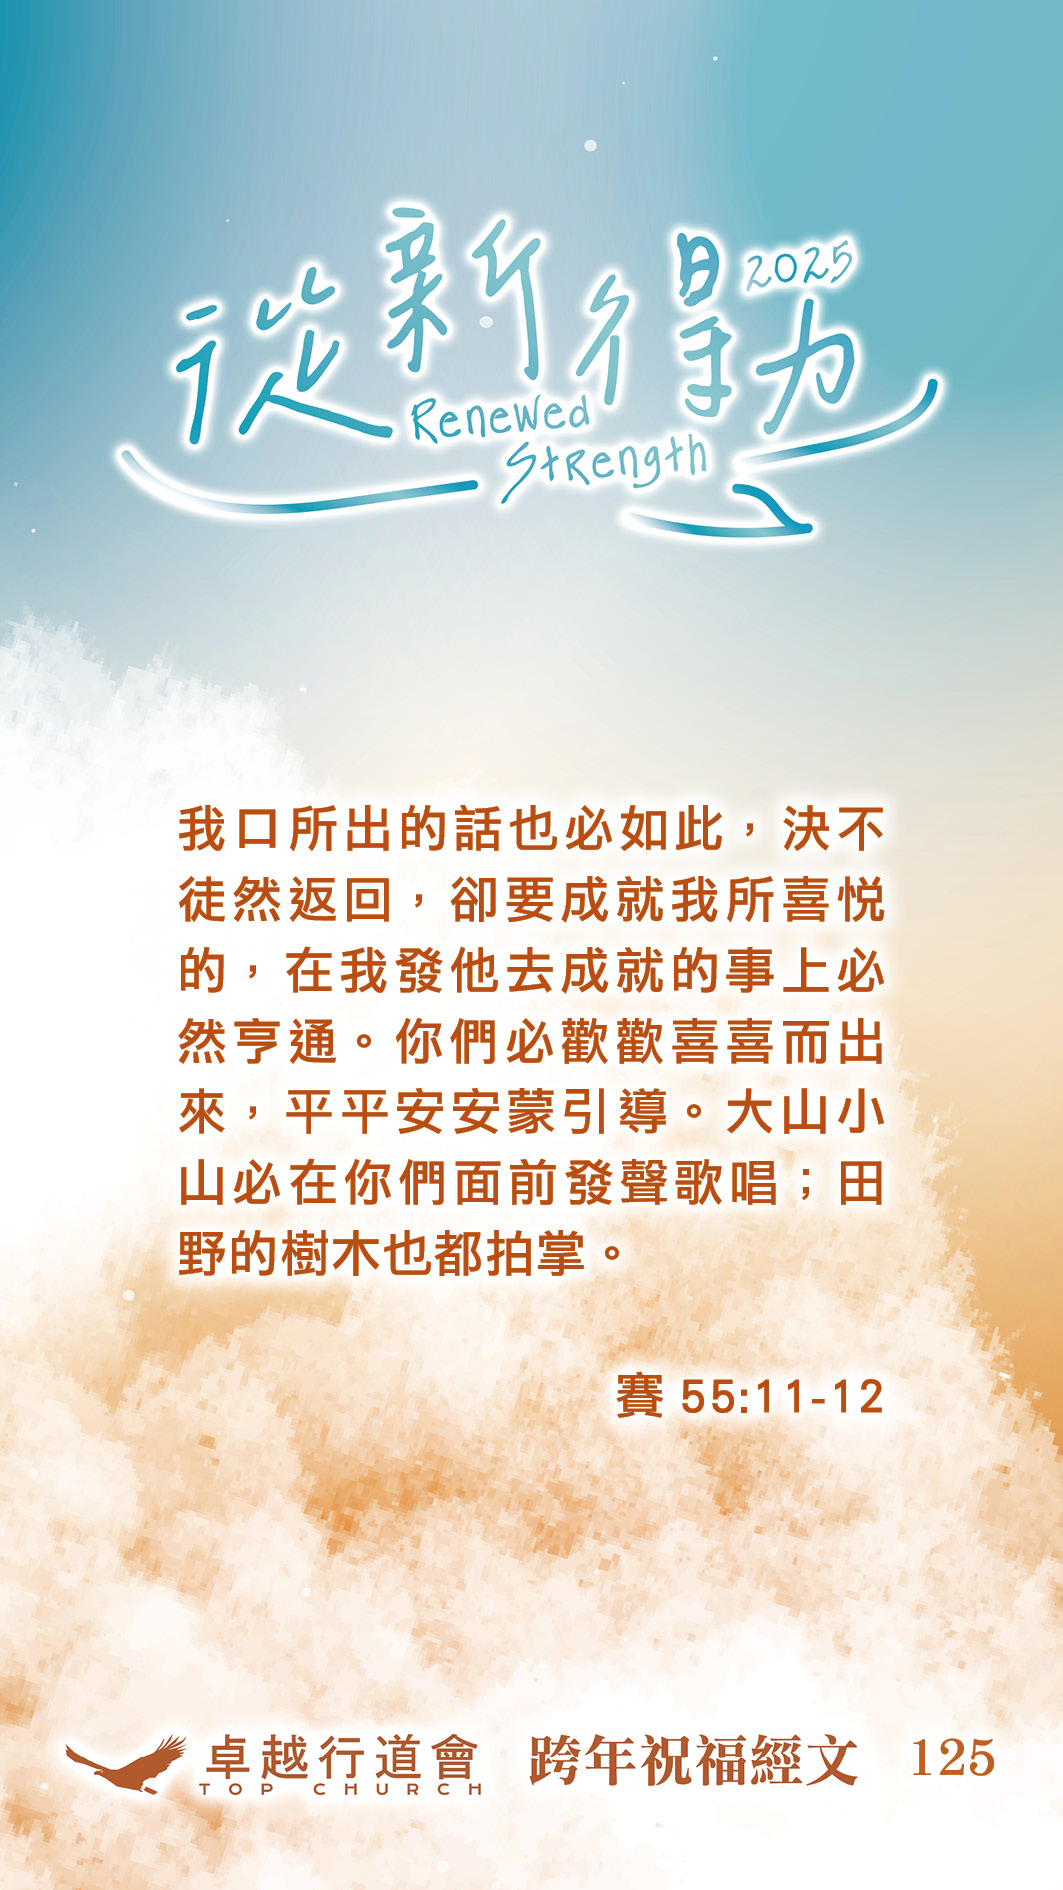 從新得力 2025
Renewed
Strength
我口所出的話也必如此，決不
徒然返回，卻要成就我所喜悅
的，在我發他去成就的事上必
然亨通。你們必歡歡喜喜而出
來，平平安安蒙引導。大山小
山必在你們面前發聲歌唱；田
野的樹木也都拍掌。
賽 55:11-12
卓越行道會 跨年祝福經文 125
TOP CHURCH